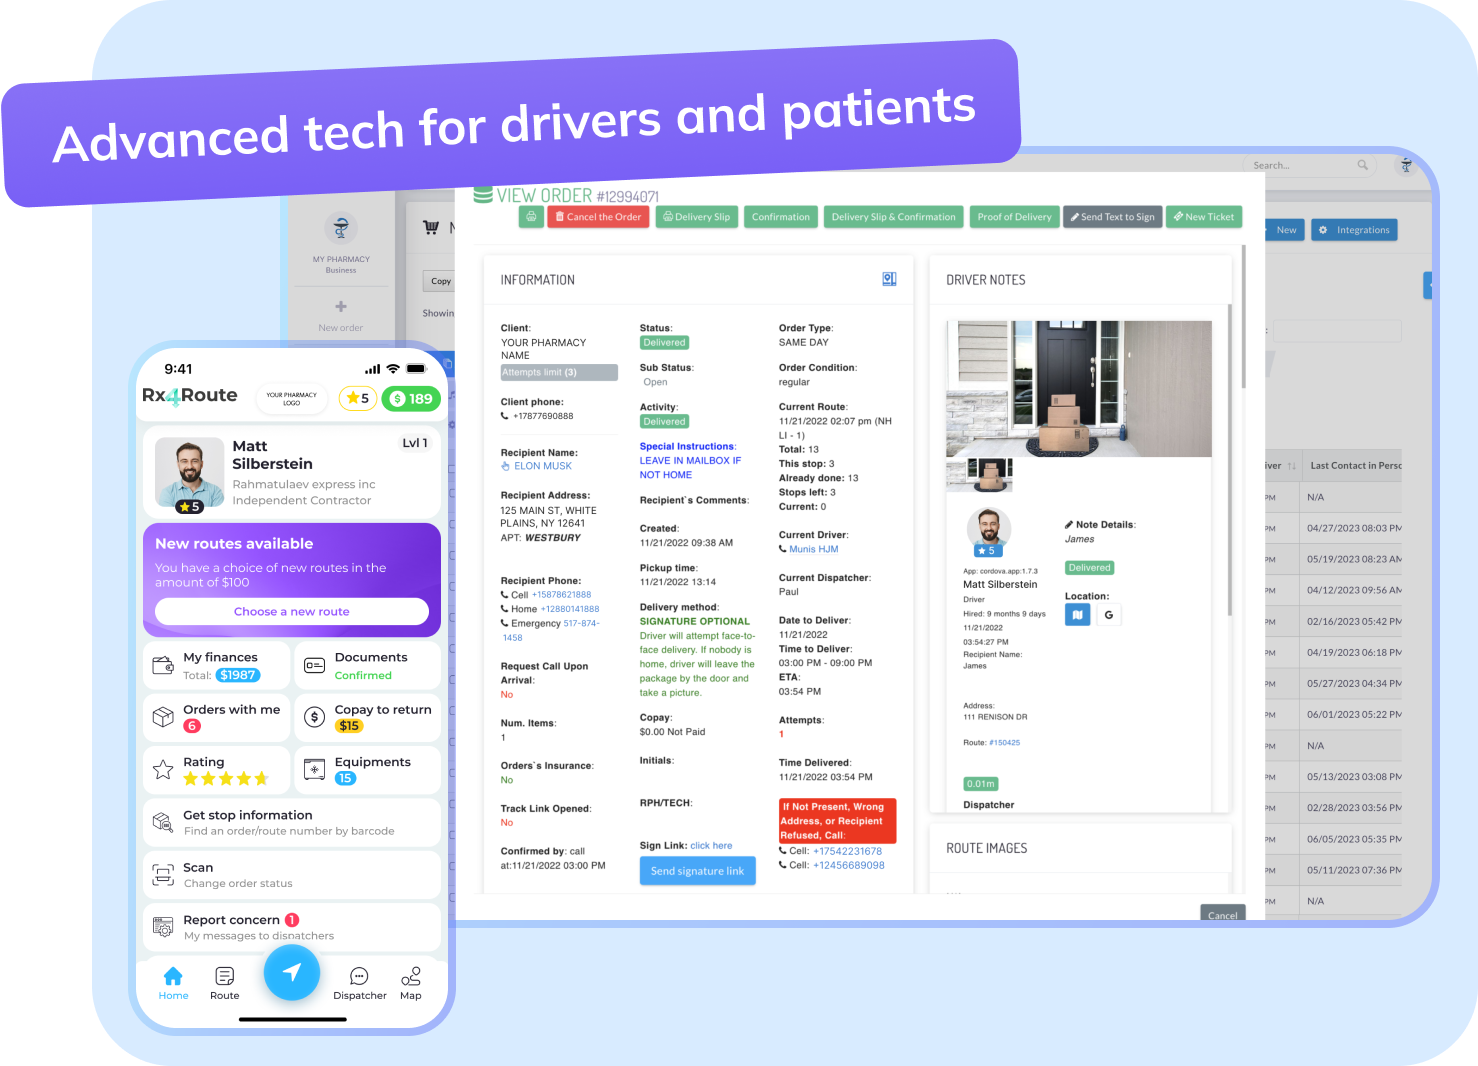 Advanced tech for drivers and patients
Search...
VIEW ORDER #12994071
Cancel the Order
Delivery Slip
Confirmation
Delivery Slip & Confirmation
Proof of Delivery
Send Text to Sign
New Ticket
New
Integrations
MY PHARMACY
Business
New order
Copy
INFORMATION
Client:
YOUR PHARMACY
NAME
Attempts limit (3)
Client phone:
+17877690888
Recipient Name:
ELON MUSK
Recipient Address:
125 MAIN ST, WHITE
PLAINS, NY 12641
APT: WESTBURY
Recipient Phone:
Cell +15878621888
Home +12880141888
Emergency 517-874-
1458
Request Call Upon
Arrival:
No
Num. Items:
1
Orders`s Insurance:
No
Track Link Opened:
No
Confirmed by: call
at:11/21/2022 03:00 PM
Status:
Delivered
Sub Status:
Open
Activity:
Delivered
Special Instructions:
LEAVE IN MAILBOX IF
NOT HOME
Recipient`s Comments:
Created:
11/21/2022 09:38 AM
Pickup time:
11/21/2022 13:14
Delivery method:
SIGNATURE OPTIONAL
Driver will attempt face-to-
face delivery. If nobody is
home, driver will leave the
package by the door and
take a picture.
Copay:
$0.00 Not Paid
Initials:
RPH/TECH:
Sign Link: click here
Send signature link
Order Type:
SAME DAY
Order Condition:
regular
Current Route:
11/21/2022 02:07 pm (NH
LI - 1)
Total: 13
This stop: 3
Already done: 13
Stops left: 3
Current: 0
Current Driver:
Munis HJM
Current Dispatcher:
Paul
Date to Deliver:
11/21/2022
Time to Deliver:
03:00 PM - 09:00 PM
ETA:
03:54 PM
Attempts:
1
Time Delivered:
11/21/2022 03:54 PM
If Not Present, Wrong
Address, or Recipient
Refused, Call:
Cell: +17542231678
Cell: +12456689098
DRIVER NOTES
5
App: cordova.app:1.7.3
Matt Silberstein
Driver
Hired: 9 months 9 days
11/21/2022
03:54:27 PM
Recipient Name:
James
Address:
111 RENISON DR
Route: #150425
0.01m
Dispatcher
Note Details:
James
Delivered
Location:
G
ROUTE IMAGES
Cancel
Last Contact in Perso
N/A
04/27/2023 08:03 PM
05/19/2023 08:23 AM
04/12/2023 09:56 AM
02/16/2023 05:42 PM
04/19/2023 06:18 PM
05/27/2023 04:34 PM
06/01/2023 05:22 PM
N/A
05/13/2023 03:08 PM
02/28/2023 03:56 PM
06/05/2023 05:35 PM
05/11/2023 07:36 PM
N/A
9:41
Rx4Route
YOUR PHARMACY
LOGO
5
$ 189
Matt
Silberstein
Lvl 1
Rahmatulaev express inc
Independent Contractor
5
New routes available
You have a choice of new routes in the
amount of $100
Choose a new route
My finances
Total: $1987
Documents
Confirmed
Orders with me
6
Copay to return
$15
Rating
Equipments
15
Get stop information
Find an order/route number by barcode
Scan
Change order status
Report concern 1
My messages to dispatchers
Home
Route
Dispatcher
Map